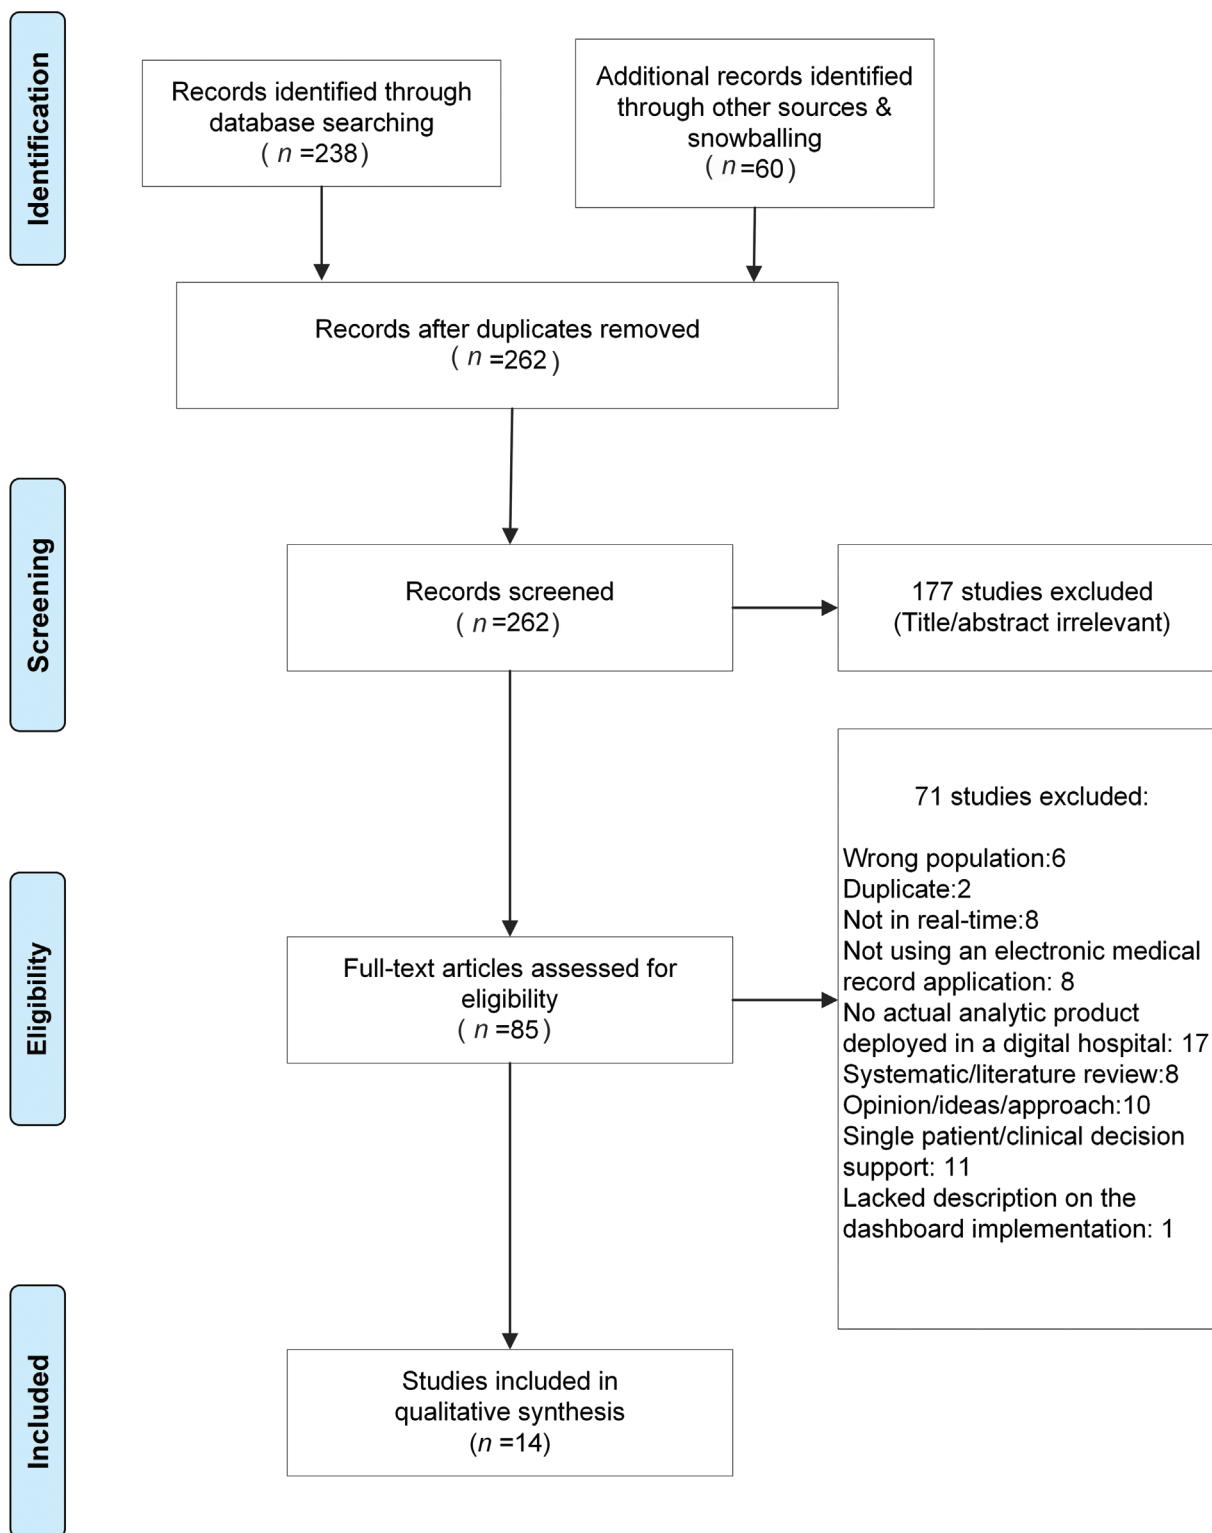 Identification
Records identified through
database searching
( n =238)
Additional records identified
through other sources &
snowballing
( n=60)
Records after duplicates removed
( n =262)
Screening
Records screened
( n=262)
177 studies excluded
(Title/abstract irrelevant)
Eligibility
Full-text articles assessed for
eligibility
( n=85)
71 studies excluded:
Wrong population:6
Duplicate:2
Not in real-time:8
Not using an electronic medical
record application: 8
No actual analytic product
deployed in a digital hospital: 17
Systematic/literature review:8
Opinion/ideas/approach:10
Single patient/clinical decision
support: 11
Lacked description on the
dashboard implementation: 1
Included
Studies included in
qualitative synthesis
(n =14)